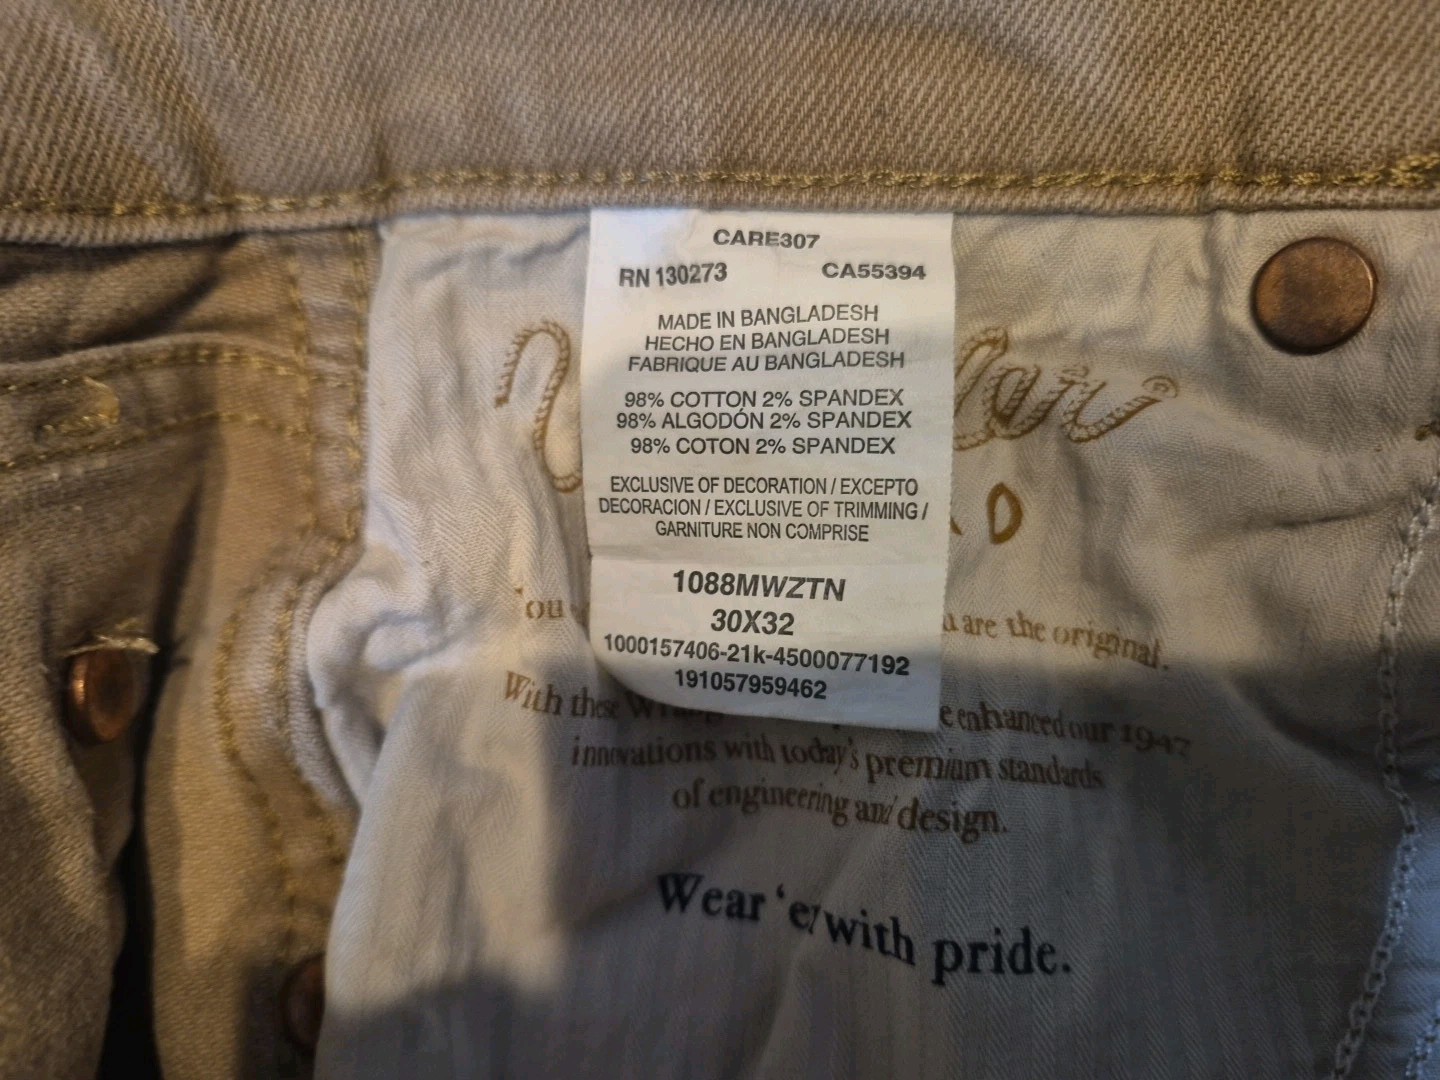 CARE307
RN 130273 CA55394
MADE IN BANGLADESH
HECHO EN BANGLADESH
FABRIQUE AU BANGLADESH
98% COTTON 2% SPANDEX
98% ALGODÓN 2% SPANDEX
98% COTON 2% SPANDEX
EXCLUSIVE OF DECORATION / EXCEPTO
DECORACION / EXCLUSIVE OF TRIMMING /
GARNITURE NON COMPRISE
1088MWZTN
30X32
1000157406-21k-4500077192
191057959462
are the original.
With these enhanced our 1947
innovations with today's premium standards
of engineering and design.
Wear 'er with pride.